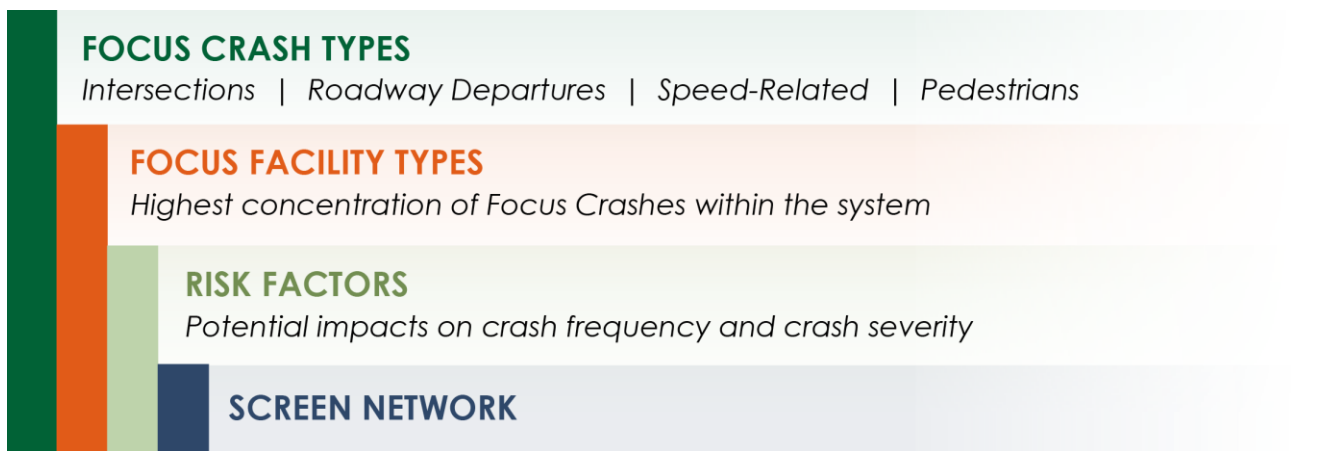 FOCUS CRASH TYPES
Intersections | Roadway Departures | Speed-Related | Pedestrians
FOCUS FACILITY TYPES
Highest concentration of Focus Crashes within the system
RISK FACTORS
Potential impacts on crash frequency and crash severity
SCREEN NETWORK